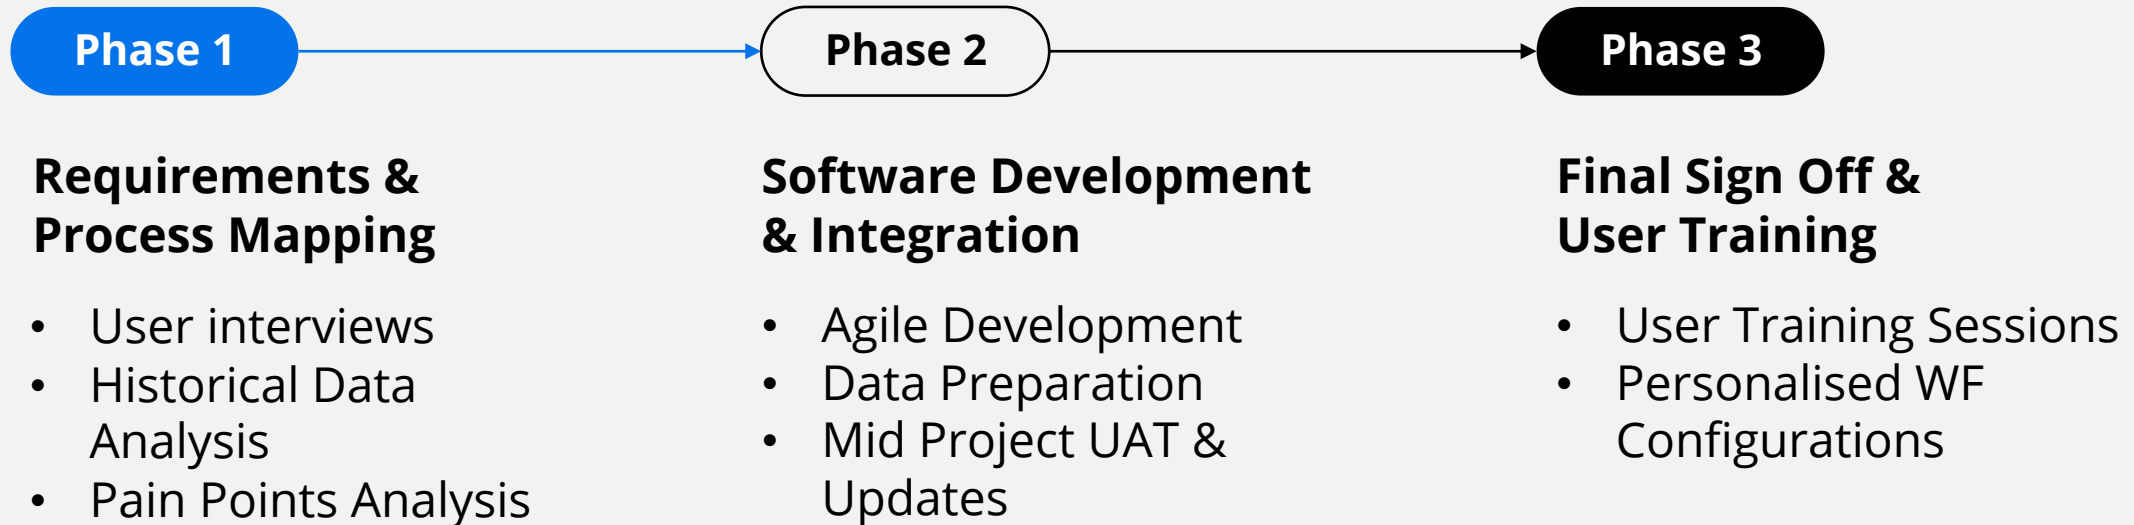 Phase 1
Phase 2
Phase 3
Requirements &
Process Mapping
• User interviews
• Historical Data
Analysis
• Pain Points Analysis
Software Development
& Integration
• Agile Development
• Data Preparation
• Mid Project UAT &
Updates
Final Sign Off &
User Training
• User Training Sessions
• Personalised WF
Configurations